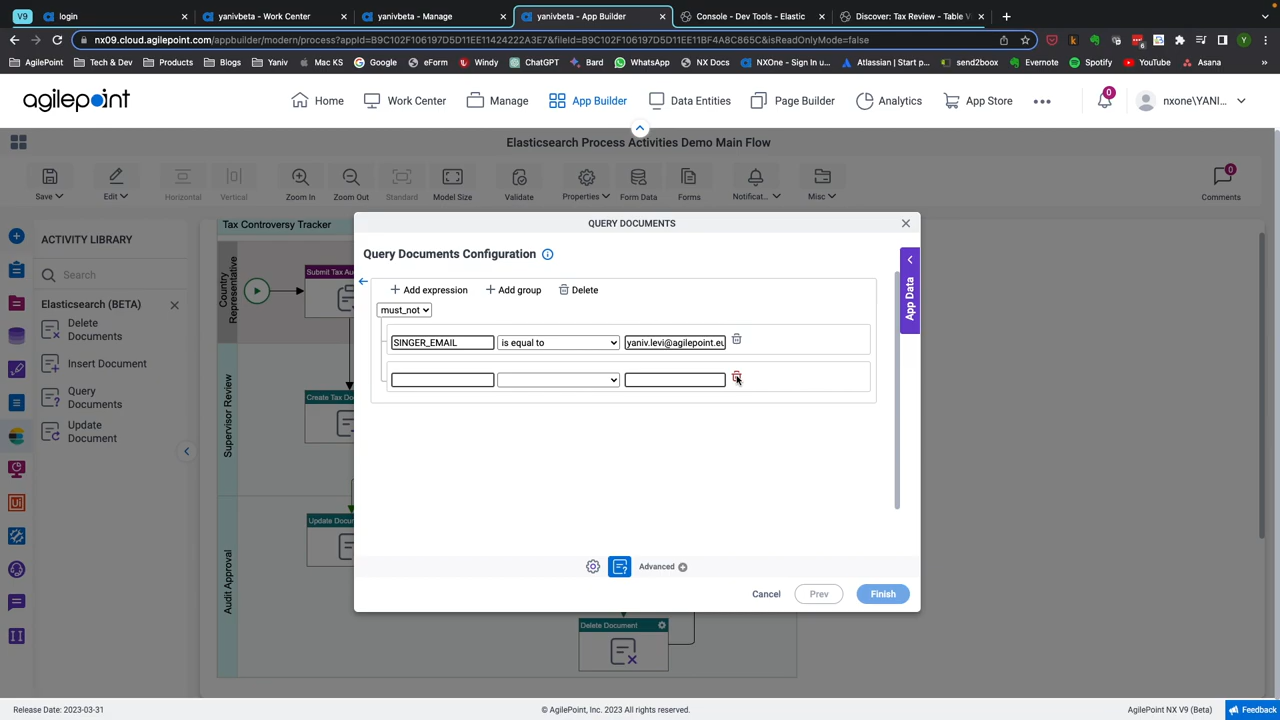 V9
login
yanivbeta - Work Center
yanivbeta - Manage
yanivbeta - App Builder
Console - Dev Tools - Elastic
Discover: Tax Review - Table V
nx09.cloud.agilepoint.com/appbuilder/modern/process?appId=B9C102F106197D5D11EE11424222A3E7&fileId=B9C102F106197D5D11EE11BF4A8C865C&isReadOnlyMode=false
AgilePoint
Tech & Dev
Products
Blogs
Yaniv
Mac KS
Google
eForm
Windy
ChatGPT
Bard
WhatsApp
NX Docs
NXOne - Sign In u...
Atlassian | Start p...
send2boox
Evernote
Spotify
YouTube
Asana
agilepoint
Home
Work Center
Manage
App Builder
Data Entities
Page Builder
Analytics
App Store
0
nxone\YANI...
Elasticsearch Process Activities Demo Main Flow
Save
Edit
Horizontal
Vertical
Zoom In
Zoom Out
Standard
Model Size
Validate
Properties
Form Data
Forms
Notificat...
Misc
0
Comments
ACTIVITY LIBRARY
Search
Elasticsearch (BETA)
Delete
Documents
Insert Document
Query
Documents
Update
Document
Tax Controversy Tracker
Country
Representative
Submit Tax Au
Supervisor Review
Create Tax Do
Audit Approval
Update Docum
Delete Document
QUERY DOCUMENTS
Query Documents Configuration
App Data
Add expression
Add group
Delete
must_not
SINGER_EMAIL
is equal to
yaniv.levi@agilepoint.eu
Advanced
Cancel
Prev
Finish
Release Date: 2023-03-31
© AgilePoint, Inc. 2023 All rights reserved.
AgilePoint NX V9 (Beta)
Feedback